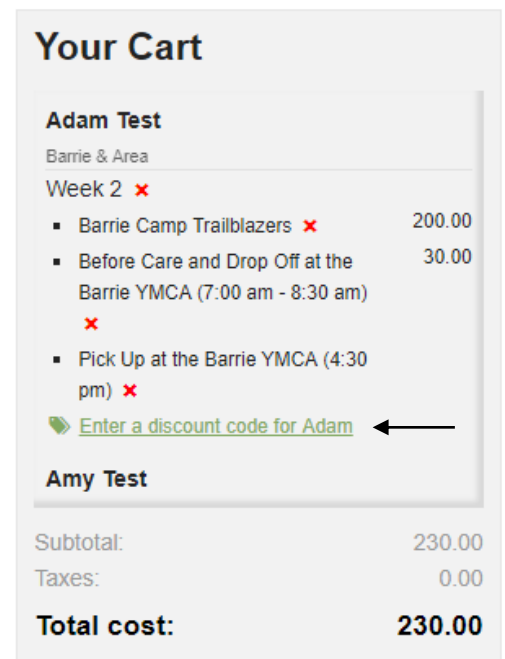 Your Cart
Adam Test
Barrie & Area
Week 2
Barrie Camp Trailblazers 200.00
Before Care and Drop Off at the 30.00
Barrie YMCA (7:00 am - 8:30 am)
Pick Up at the Barrie YMCA (4:30
pm)
Enter a discount code for Adam
Amy Test
Subtotal: 230.00
Taxes: 0.00
Total cost: 230.00